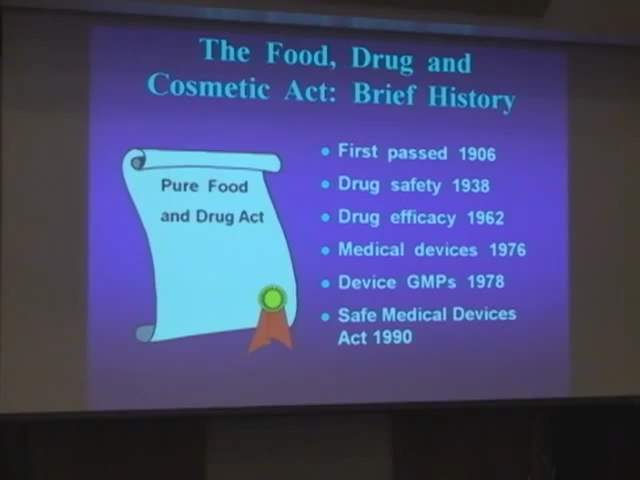 The Food, Drug and
Cosmetic Act: Brief History
Pure Food
and Drug Act
• First passed 1906
• Drug safety 1938
• Drug efficacy 1962
• Medical devices 1976
• Device GMPs 1978
• Safe Medical Devices
Act 1990